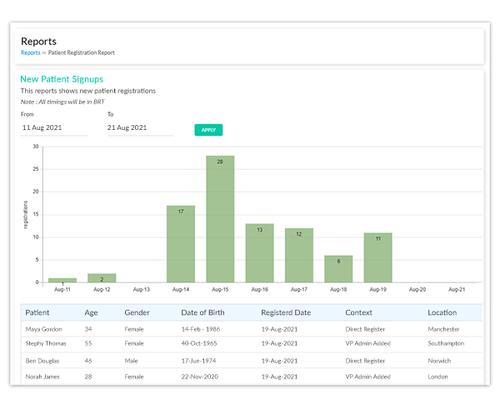 Reports
Reports ›› Patient Registration Report
New Patient Signups
This reports shows new patient registrations
Note : All timings will be in BRT
From To
11 Aug 2021 21 Aug 2021 APPLY
30
25
20
15
10
5
0
registrations
1 2 17 28 13 12 6 11
Aug-11 Aug-12 Aug-13 Aug-14 Aug-15 Aug-16 Aug-17 Aug-18 Aug-19 Aug-20 Aug-21
Patient Age Gender Date of Birth Registerd Date Context Location
Maya Gordon 34 Female 14-Feb - 1986 19-Aug-2021 Direct Register Manchester
Stephy Thomas 55 Female 40-Oct-1965 19-Aug-2021 VP Admin Added Southampton
Ben Douglas 46 Male 17-Jun-1974 19-Aug-2021 Direct Register Norwich
Norah James 28 Female 22-Nov-2020 19-Aug-2021 VP Admin Added London